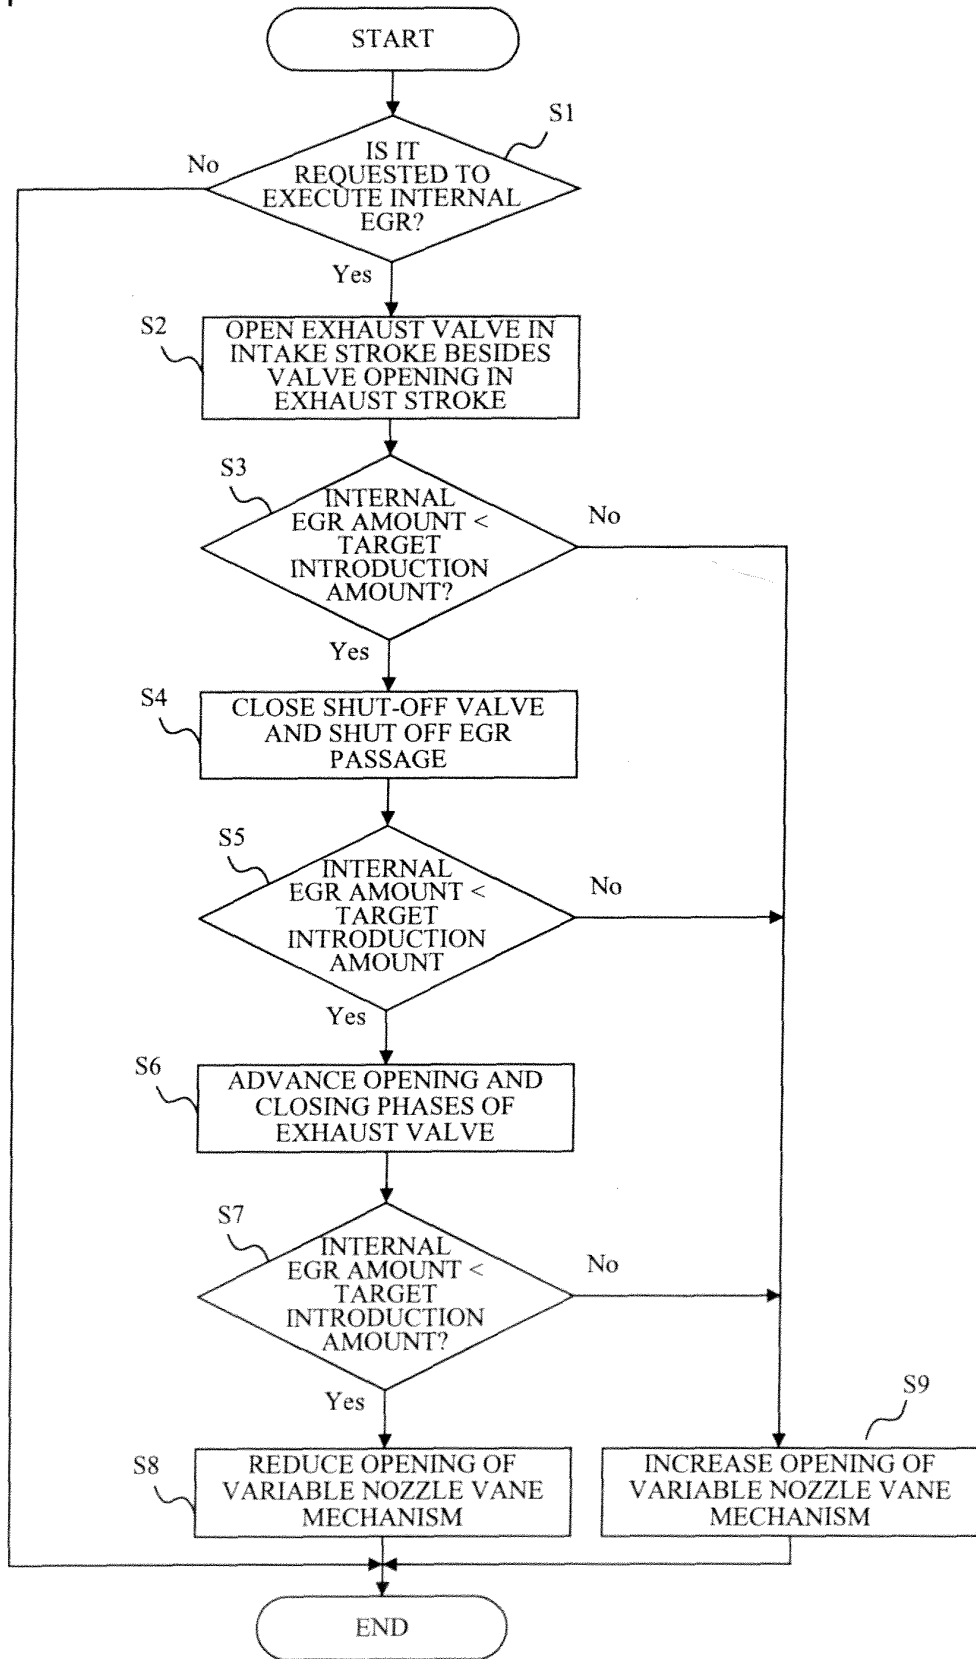 START
S1
No
IS IT
REQUESTED TO
EXECUTE INTERNAL
EGR?
Yes
S2
OPEN EXHAUST VALVE IN
INTAKE STROKE BESIDES
VALVE OPENING IN
EXHAUST STROKE
S3
INTERNAL
EGR AMOUNT <
TARGET
INTRODUCTION
AMOUNT?
No
Yes
S4
CLOSE SHUT-OFF VALVE
AND SHUT OFF EGR
PASSAGE
S5
INTERNAL
EGR AMOUNT <
TARGET
INTRODUCTION
AMOUNT
No
Yes
S6
ADVANCE OPENING AND
CLOSING PHASES OF
EXHAUST VALVE
S7
INTERNAL
EGR AMOUNT <
TARGET
INTRODUCTION
AMOUNT?
No
Yes
S8
REDUCE OPENING OF
VARIABLE NOZZLE VANE
MECHANISM
S9
INCREASE OPENING OF
VARIABLE NOZZLE VANE
MECHANISM
END